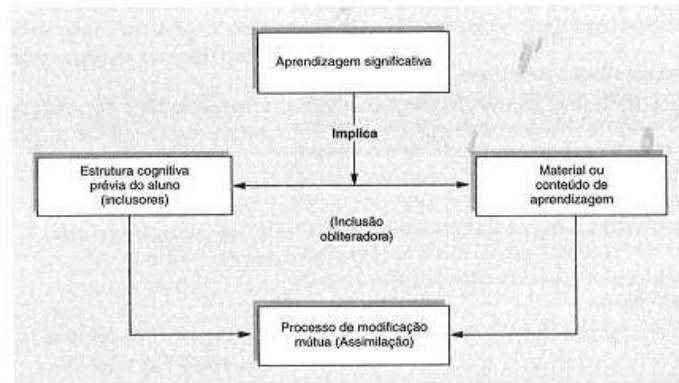 Aprendizagem significativa
Implica
Estrutura cognitiva
prévia do aluno
(inclusores)
Material ou
conteúdo de
aprendizagem
(Inclusão
obliteradora)
Processo de modificação
mútua (Assimilação)